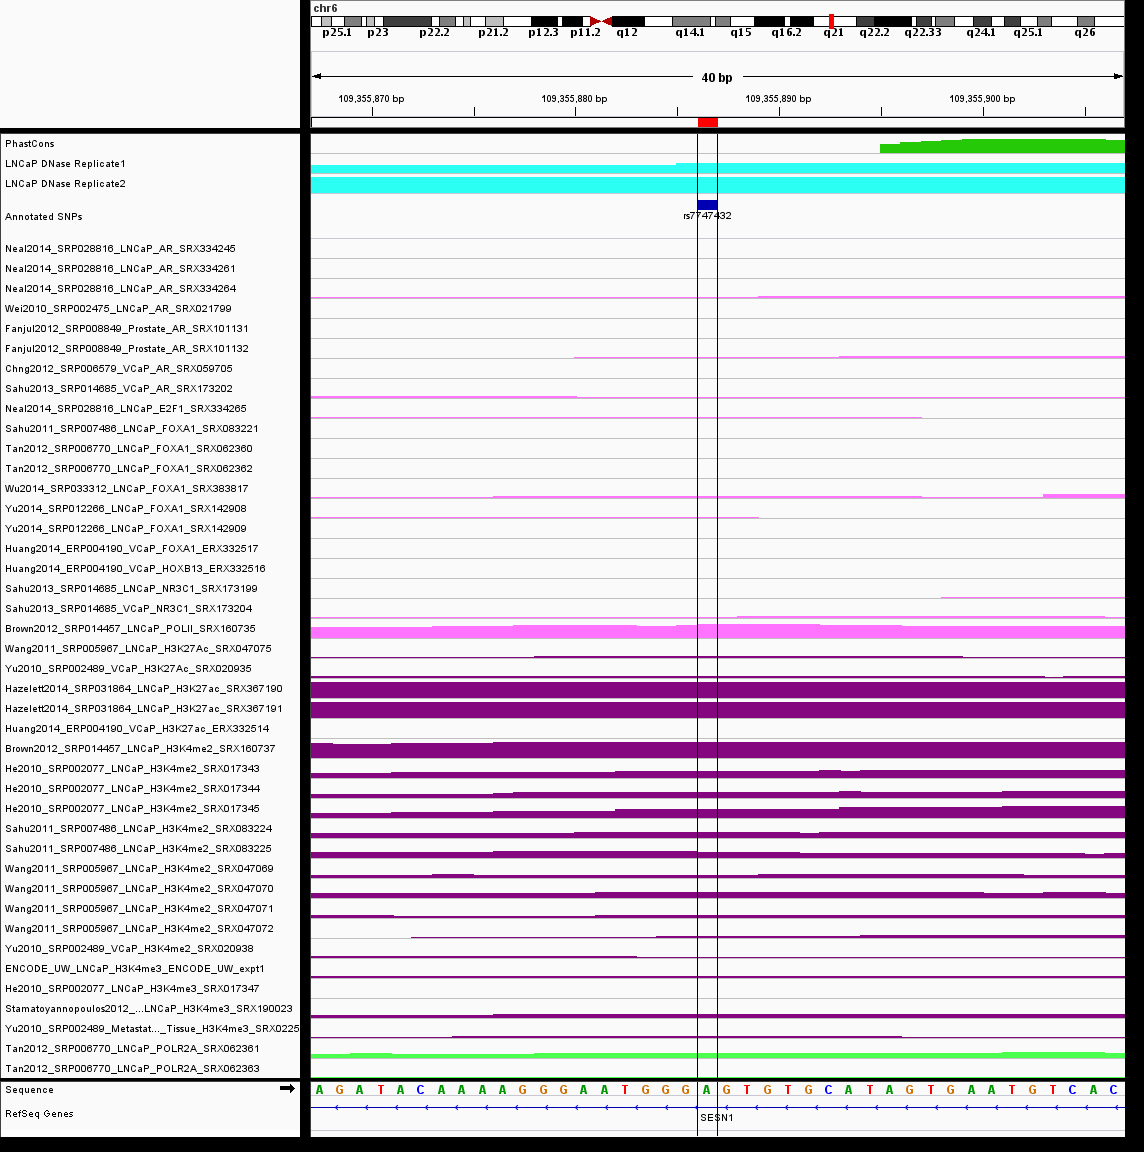 chr6
p25.1 p23 p22.2 p21.2 p12.3 p11.2 q12 q14.1 q15 q16.2 q21 q22.2 q22.33 q24.1 q25.1 q26
40 bp
109,355,870 bp 109,355,880 bp 109,355,890 bp 109,355,900 bp
PhastCons
LNCaP DNase Replicate1
LNCaP DNase Replicate2
Annotated SNPs
rs7747432
Neal2014_SRP028816_LNCaP_AR_SRX334245
Neal2014_SRP028816_LNCaP_AR_SRX334261
Neal2014_SRP028816_LNCaP_AR_SRX334264
Wei2010_SRP002475_LNCaP_AR_SRX021799
Fanjul2012_SRP008849_Prostate_AR_SRX101131
Fanjul2012_SRP008849_Prostate_AR_SRX101132
Chng2012_SRP006579_VCaP_AR_SRX059705
Sahu2013_SRP014685_VCaP_AR_SRX173202
Neal2014_SRP028816_LNCaP_E2F1_SRX334265
Sahu2011_SRP007486_LNCaP_FOXA1_SRX083221
Tan2012_SRP006770_LNCaP_FOXA1_SRX062360
Tan2012_SRP006770_LNCaP_FOXA1_SRX062362
Wu2014_SRP033312_LNCaP_FOXA1_SRX383817
Yu2014_SRP012266_LNCaP_FOXA1_SRX142908
Yu2014_SRP012266_LNCaP_FOXA1_SRX142909
Huang2014_ERP004190_VCaP_FOXA1_ERX332517
Huang2014_ERP004190_VCaP_HOXB13_ERX332516
Sahu2013_SRP014685_LNCaP_NR3C1_SRX173199
Sahu2013_SRP014685_VCaP_NR3C1_SRX173204
Brown2012_SRP014457_LNCaP_POLII_SRX160735
Wang2011_SRP005967_LNCaP_H3K27Ac_SRX047075
Yu2010_SRP002489_VCaP_H3K27Ac_SRX020935
Hazelett2014_SRP031864_LNCaP_H3K27ac_SRX367190
Hazelett2014_SRP031864_LNCaP_H3K27ac_SRX367191
Huang2014_ERP004190_VCaP_H3K27ac_ERX332514
Brown2012_SRP014457_LNCaP_H3K4me2_SRX160737
He2010_SRP002077_LNCaP_H3K4me2_SRX017343
He2010_SRP002077_LNCaP_H3K4me2_SRX017344
He2010_SRP002077_LNCaP_H3K4me2_SRX017345
Sahu2011_SRP007486_LNCaP_H3K4me2_SRX083224
Sahu2011_SRP007486_LNCaP_H3K4me2_SRX083225
Wang2011_SRP005967_LNCaP_H3K4me2_SRX047069
Wang2011_SRP005967_LNCaP_H3K4me2_SRX047070
Wang2011_SRP005967_LNCaP_H3K4me2_SRX047071
Wang2011_SRP005967_LNCaP_H3K4me2_SRX047072
Yu2010_SRP002489_VCaP_H3K4me2_SRX020938
ENCODE_UW_LNCaP_H3K4me3_ENCODE_UW_expt1
He2010_SRP002077_LNCaP_H3K4me3_SRX017347
Stamatoyannopoulos2012_...LNCaP_H3K4me3_SRX190023
Yu2010_SRP002489_Metastat..._Tissue_H3K4me3_SRX0225
Tan2012_SRP006770_LNCaP_POLR2A_SRX062361
Tan2012_SRP006770_LNCaP_POLR2A_SRX062363
Sequence A G A T A C A A A A G G G A A T G G G A G T G T G C A T A G T G A A T G T C A C
RefSeq Genes
SESN1